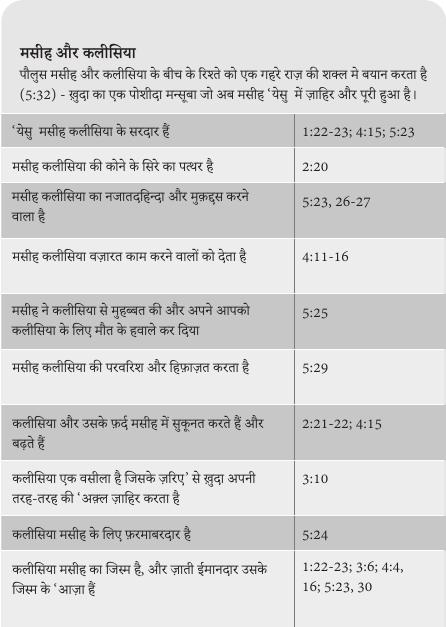 मसीह और कलीसिया
पौलुस मसीह और कलीसिया के बीच के रिश्ते को एक गहरे राज़ की शक्ल मे बयान करता है
(5:32) - ख़ुदा का एक पोशीदा मन्सूबा जो अब मसीह ‘येसु में ज़ाहिर और पूरी हुआ है।
‘येसु मसीह कलीसिया के सरदार हैं 1:22-23; 4:15; 5:23
मसीह कलीसिया की कोने के सिरे का पत्थर है 2:20
मसीह कलीसिया का नजातदहिन्दा और मुक़द्दस करने 5:23, 26-27
वाला है
मसीह कलीसिया वज़ारत काम करने वालों को देता है 4:11-16
मसीह ने कलीसिया से मुहब्बत की और अपने आपको 5:25
कलीसिया के लिए मौत के हवाले कर दिया
मसीह कलीसिया की परवरिश और हिफ़ाज़त करता है 5:29
कलीसिया और उसके फ़र्द मसीह में सुकूनत करते हैं और 2:21-22; 4:15
बढ़ते हैं
कलीसिया एक वसीला है जिसके ज़रिए’ से ख़ुदा अपनी 3:10
तरह-तरह की ‘अक़्ल ज़ाहिर करता है
कलीसिया मसीह के लिए फ़रमाबरदार है 5:24
कलीसिया मसीह का जिस्म है, और ज़ाती ईमानदार उसके 1:22-23; 3:6; 4:4,
जिस्म के ‘आज़ा हैं 16; 5:23, 30